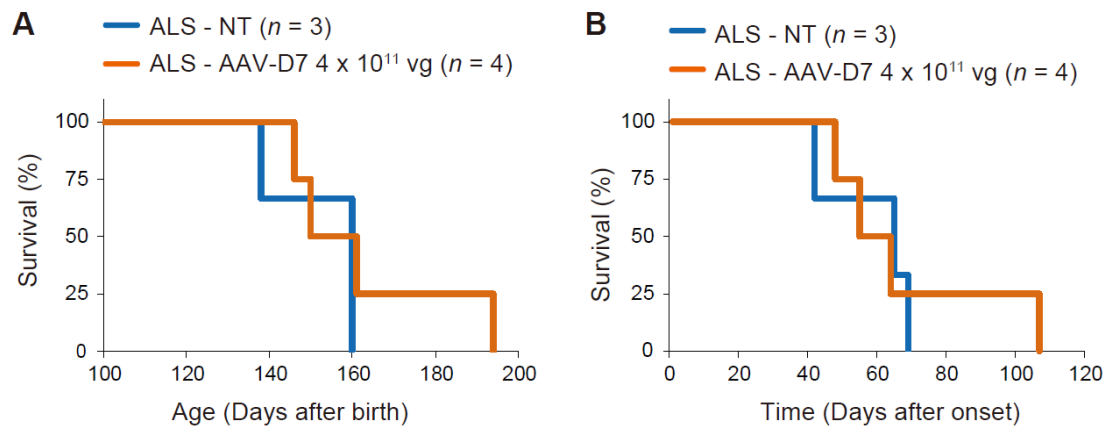 A
ALS - NT (n = 3)
ALS - AAV-D7 4 x 10¹¹ vg (n = 4)
Survival (%)
100
75
50
25
0
100
120
140
160
180
200
Age (Days after birth)
B
ALS - NT (n = 3)
ALS - AAV-D7 4 x 10¹¹ vg (n = 4)
Survival (%)
100
75
50
25
0
0
20
40
60
80
100
120
Time (Days after onset)